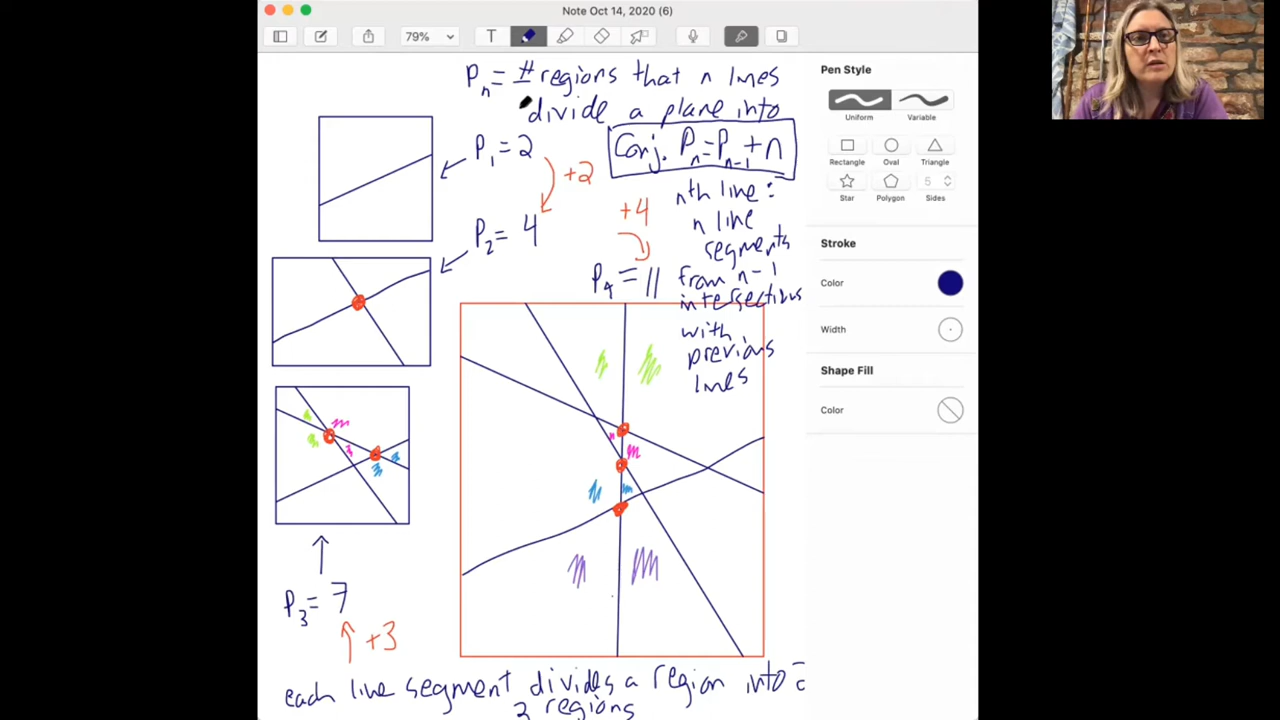 Note Oct 14, 2020 (6)
79%
T
Pn = # regions that n lines
divide a plane into
P1 = 2
+2
Conj. Pn = Pn-1 + n
nth line:
n line
segments
from n-1
intersections
with
previous
lines
P2 = 4
+4
P4 = 11
P3 = 7
+3
each line segment divides a region into 2
regions
Pen Style
Uniform
Variable
Rectangle
Oval
Triangle
Star
Polygon
5
Sides
Stroke
Color
Width
Shape Fill
Color